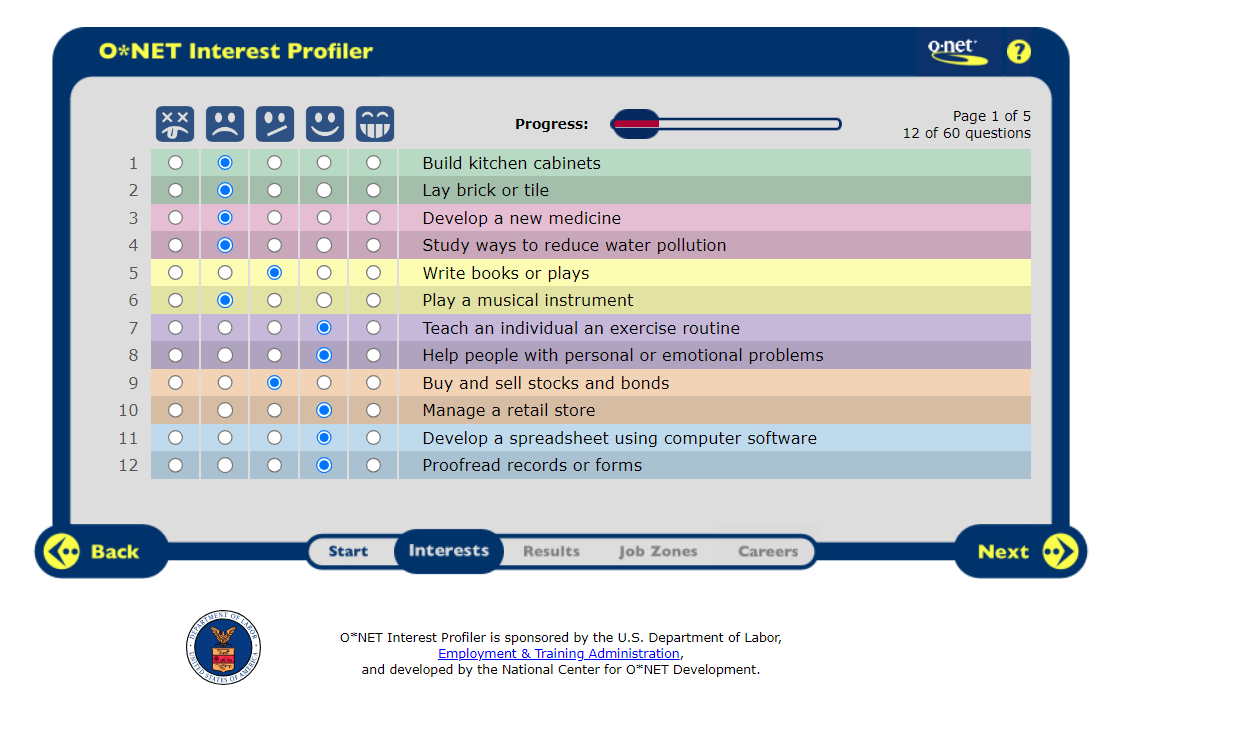 O*NET Interest Profiler
o·net
?
Progress:
Page 1 of 5
12 of 60 questions
1 Build kitchen cabinets
2 Lay brick or tile
3 Develop a new medicine
4 Study ways to reduce water pollution
5 Write books or plays
6 Play a musical instrument
7 Teach an individual an exercise routine
8 Help people with personal or emotional problems
9 Buy and sell stocks and bonds
10 Manage a retail store
11 Develop a spreadsheet using computer software
12 Proofread records or forms
Back
Start Interests Results Job Zones Careers
Next
DEPARTMENT OF LABOR
UNITED STATES OF AMERICA
O*NET Interest Profiler is sponsored by the U.S. Department of Labor,
Employment & Training Administration,
and developed by the National Center for O*NET Development.